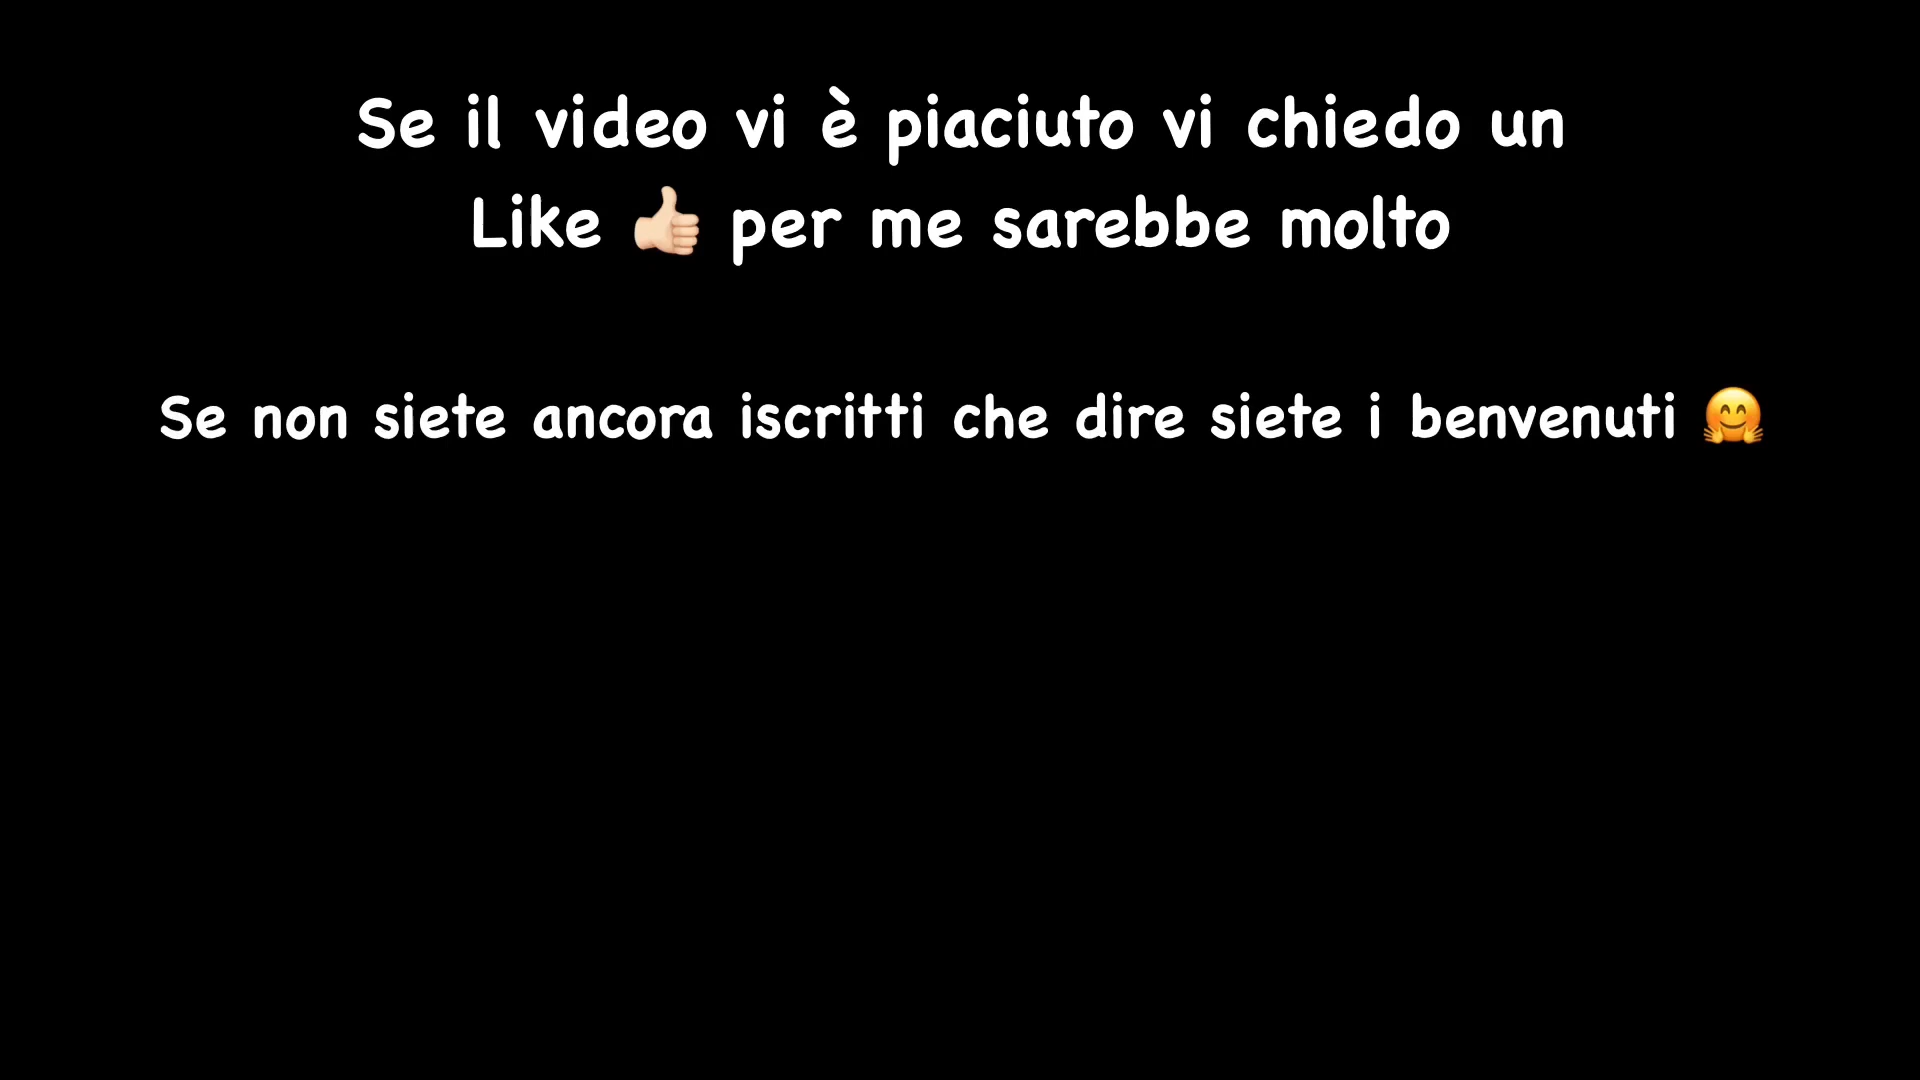 Se il video vi è piaciuto vi chiedo un
Like 👍🏻 per me sarebbe molto
Se non siete ancora iscritti che dire siete i benvenuti 🤗